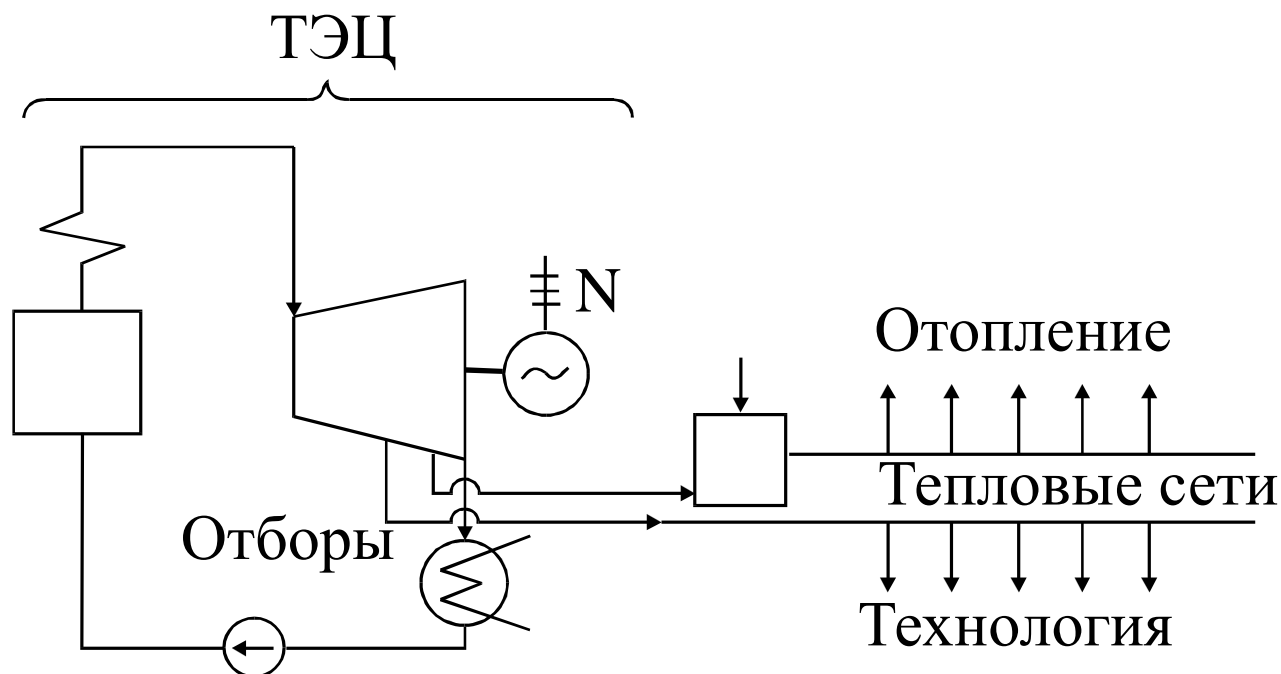 ТЭЦ
N
Отопление
Тепловые сети
Отборы
Технология